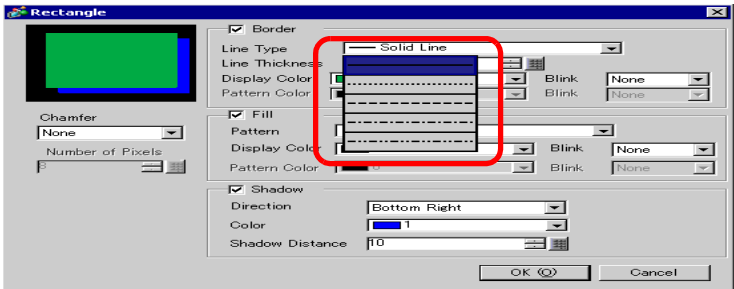 Rectangle
Border
Line Type
Solid Line
Line Thickness
Display Color
Blink
None
Pattern Color
Blink
None
Chamfer
None
Number of Pixels
8
Fill
Pattern
Display Color
Blink
None
Pattern Color
0
Blink
None
Shadow
Direction
Bottom Right
Color
1
Shadow Distance
10
OK (O)
Cancel